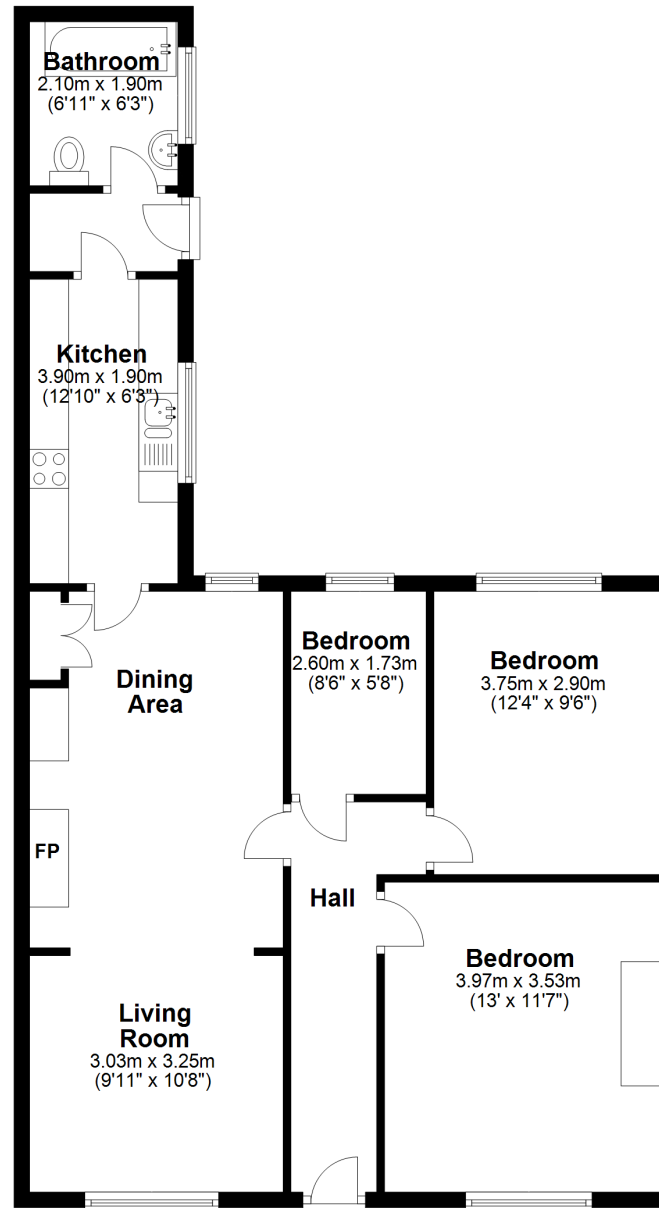 Bathroom
2.10m x 1.90m
(6'11" x 6'3")
Kitchen
3.90m x 1.90m
(12'10" x 6'3")
Dining
Area
Bedroom
2.60m x 1.73m
(8'6" x 5'8")
Bedroom
3.75m x 2.90m
(12'4" x 9'6")
FP
Hall
Bedroom
3.97m x 3.53m
(13' x 11'7")
Living
Room
3.03m x 3.25m
(9'11" x 10'8")